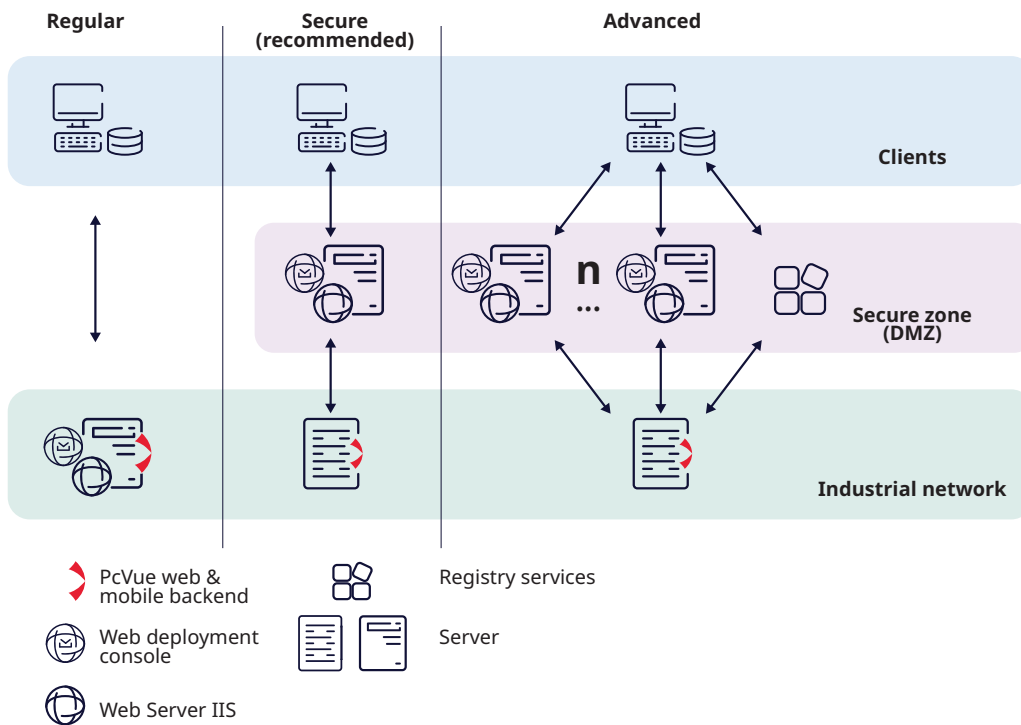 Regular
Secure
(recommended)
Advanced
Clients
n
...
Secure zone
(DMZ)
Industrial network
PcVue web &
mobile backend
Registry services
Web deployment
console
Server
Web Server IIS